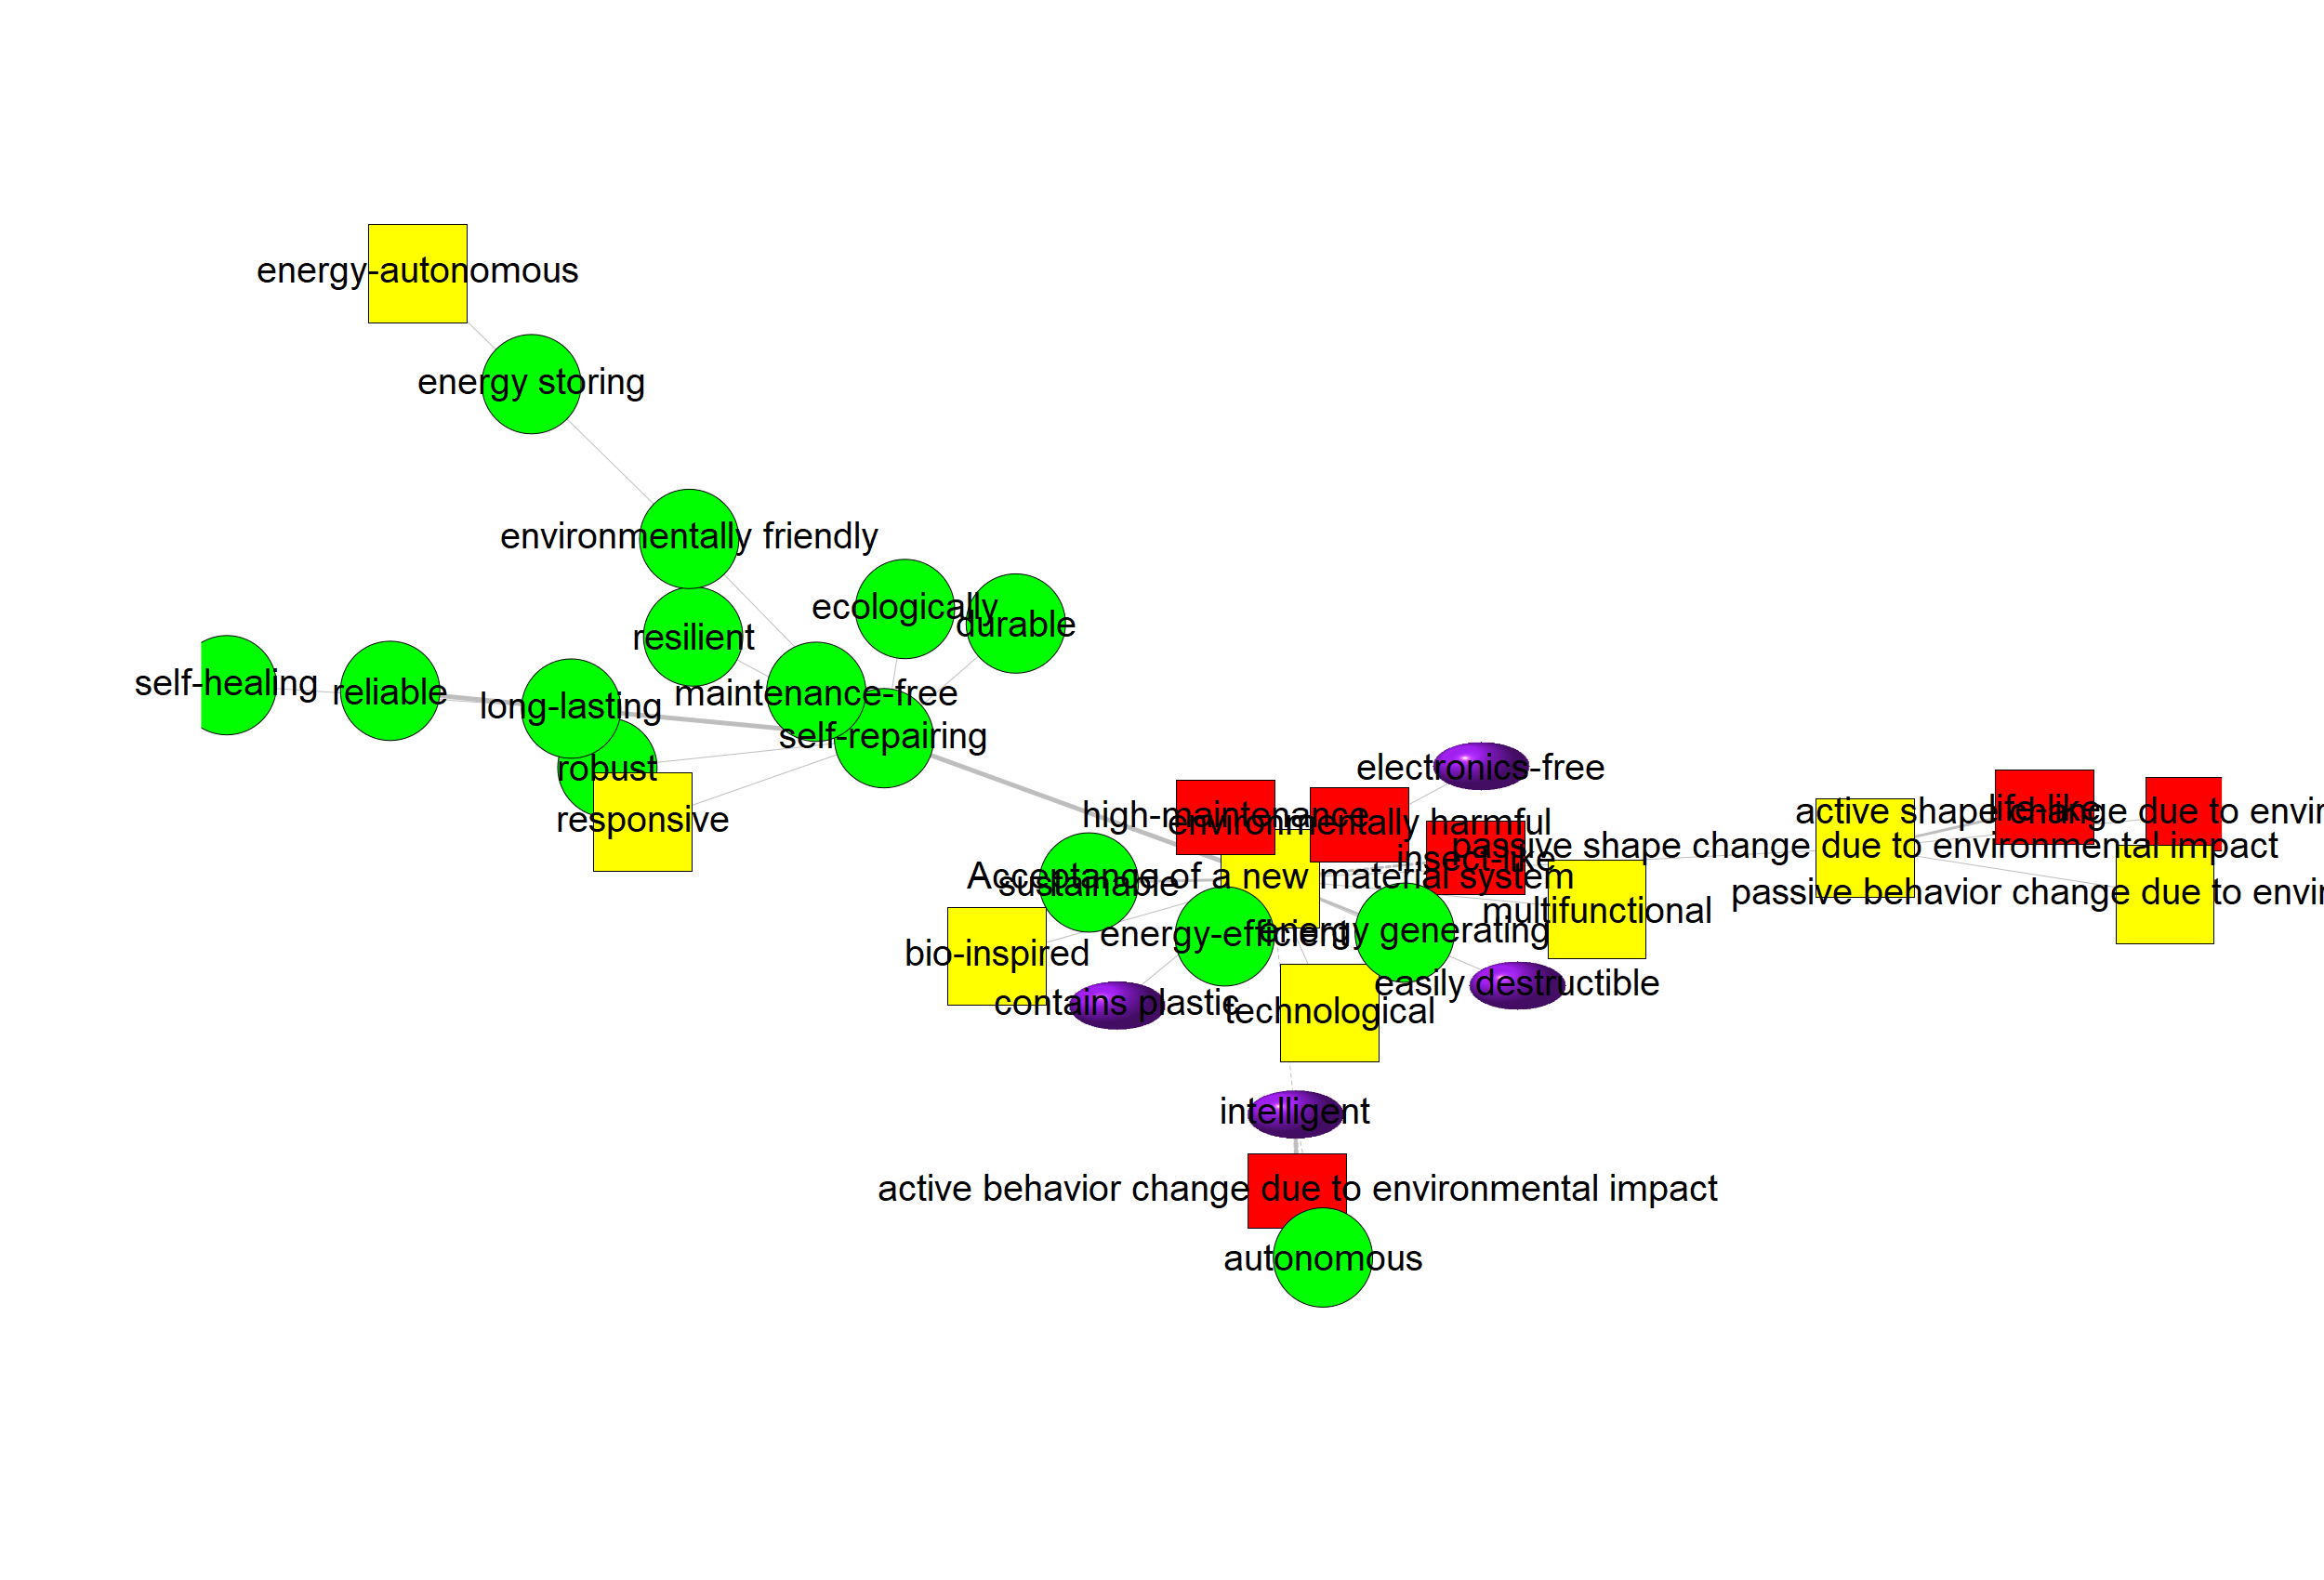 energy-autonomous
energy storing
environmentally friendly
ecologically
durable
resilient
self-healing
reliable
long-lasting
maintenance-free
self-repairing
robust
responsive
electronics-free
high-maintenance
environmentally harmful
insect-like
active shape change due to envir
life-like
passive shape change due to environmental impact
passive behavior change due to envir
Acceptance of a new material system
sustainable
multifunctional
energy-efficient
energy generating
bio-inspired
easily destructible
contains plastic
technological
intelligent
active behavior change due to environmental impact
autonomous